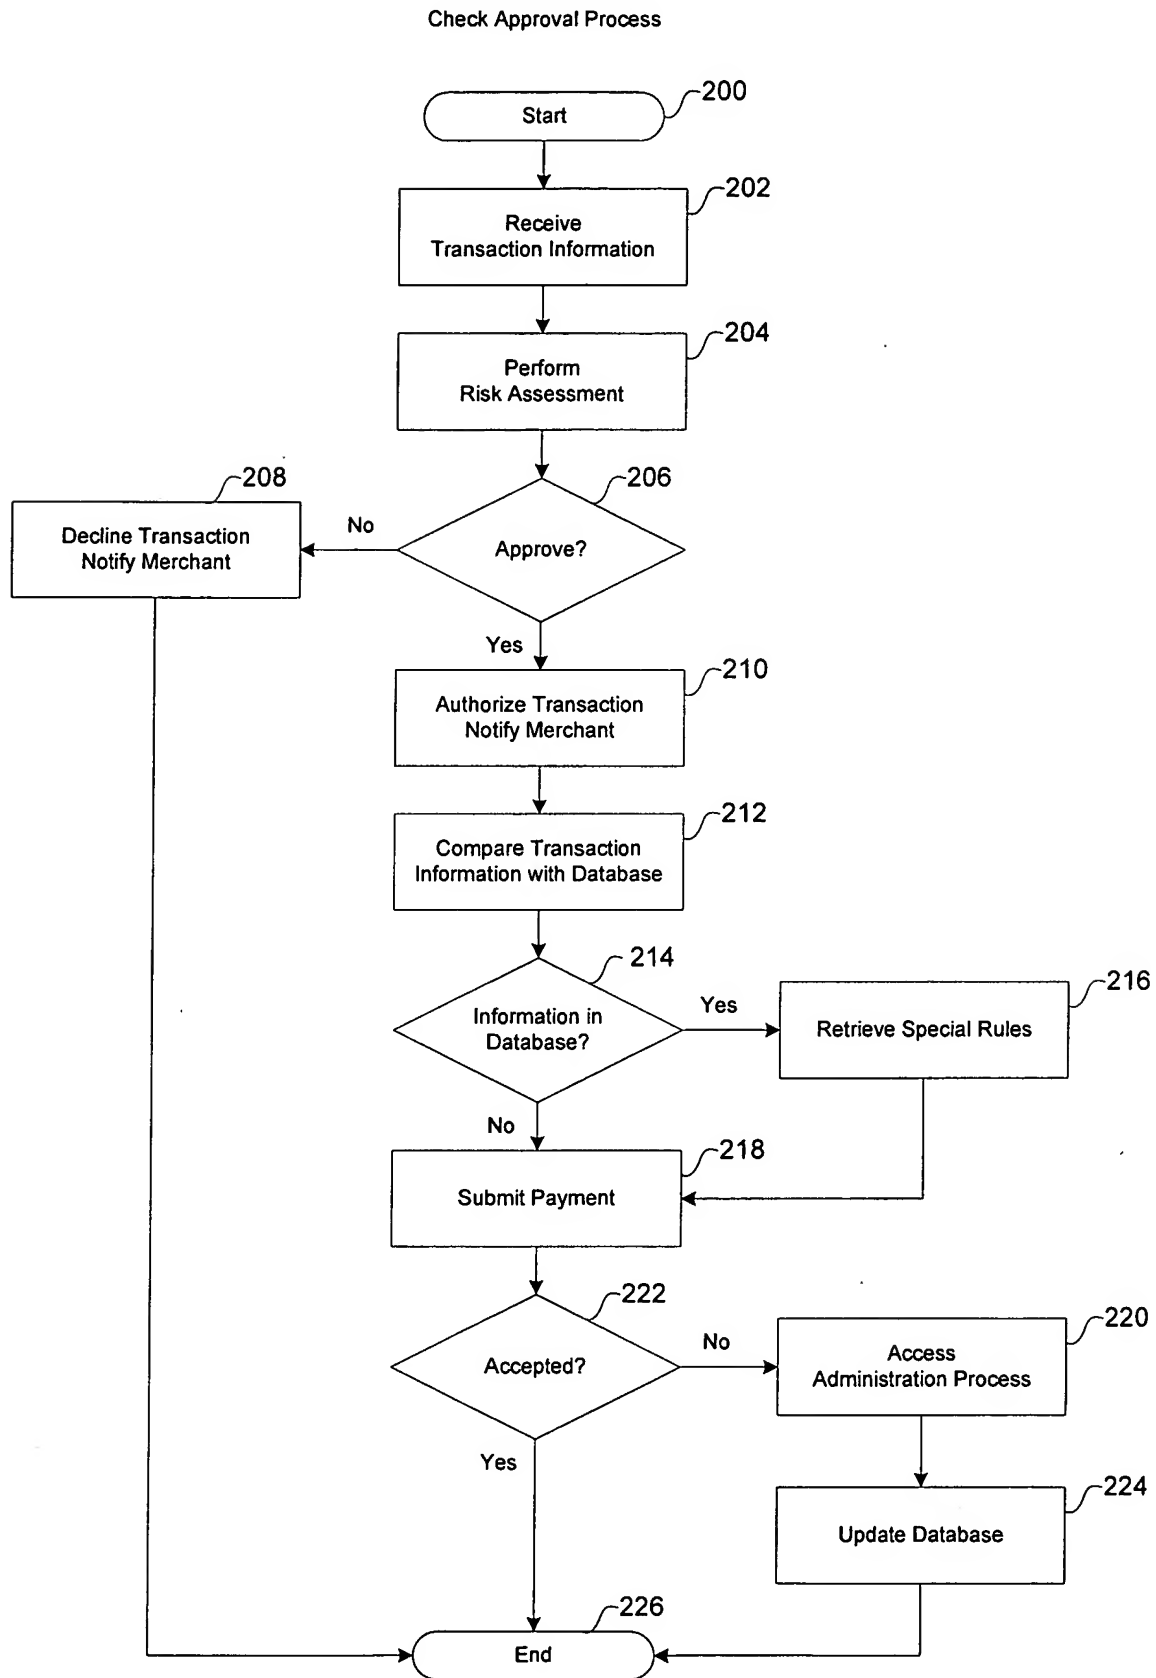 Check Approval Process
200
Start
202
Receive
Transaction Information
204
Perform
Risk Assessment
206
Approve?
No
208
Decline Transaction
Notify Merchant
Yes
210
Authorize Transaction
Notify Merchant
212
Compare Transaction
Information with Database
214
Information in
Database?
Yes
216
Retrieve Special Rules
No
218
Submit Payment
222
Accepted?
No
220
Access
Administration Process
Yes
224
Update Database
226
End